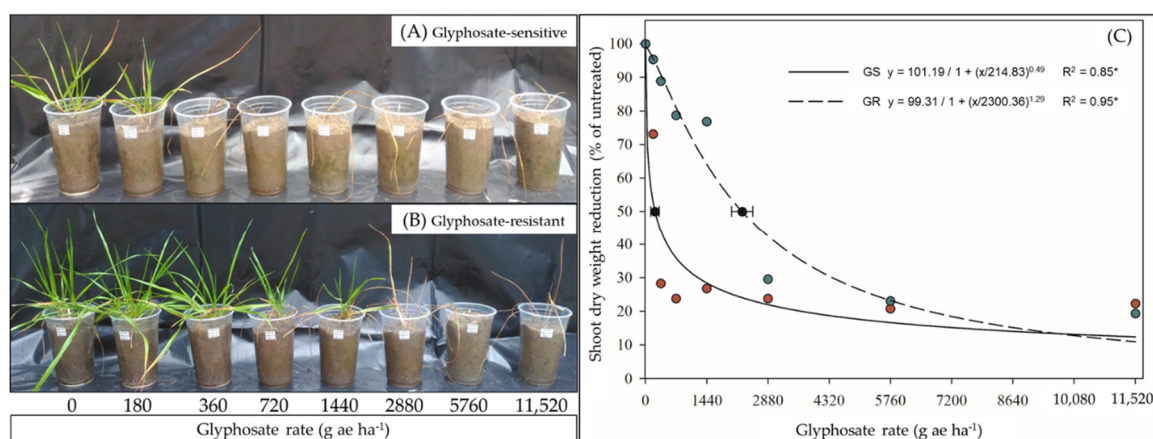 (A) Glyphosate-sensitive
(B) Glyphosate-resistant
0 180 360 720 1440 2880 5760 11,520
Glyphosate rate (g ae ha⁻¹)
(C)
GS y = 101.19 / 1 + (x/214.83)^0.49 R² = 0.85*
GR y = 99.31 / 1 + (x/2300.36)^1.29 R² = 0.95*
Shoot dry weight reduction (% of untreated)
100
90
80
70
60
50
40
30
20
10
0
0 1440 2880 4320 5760 7200 8640 10,080 11,520
Glyphosate rate (g ae ha⁻¹)